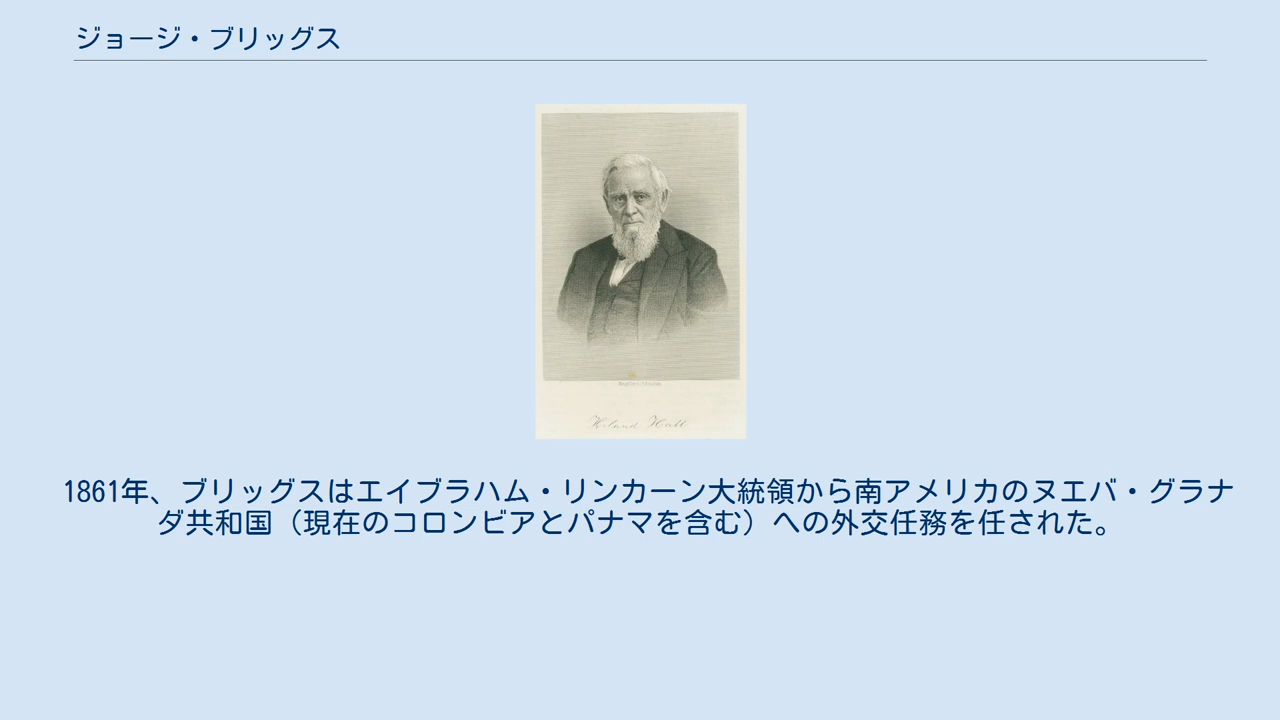 ジョージ・ブリッグス
Hiland Hall
1861年、ブリッグスはエイブラハム・リンカーン大統領から南アメリカのヌエバ・グラナ
ダ共和国（現在のコロンビアとパナマを含む）への外交任務を任された。